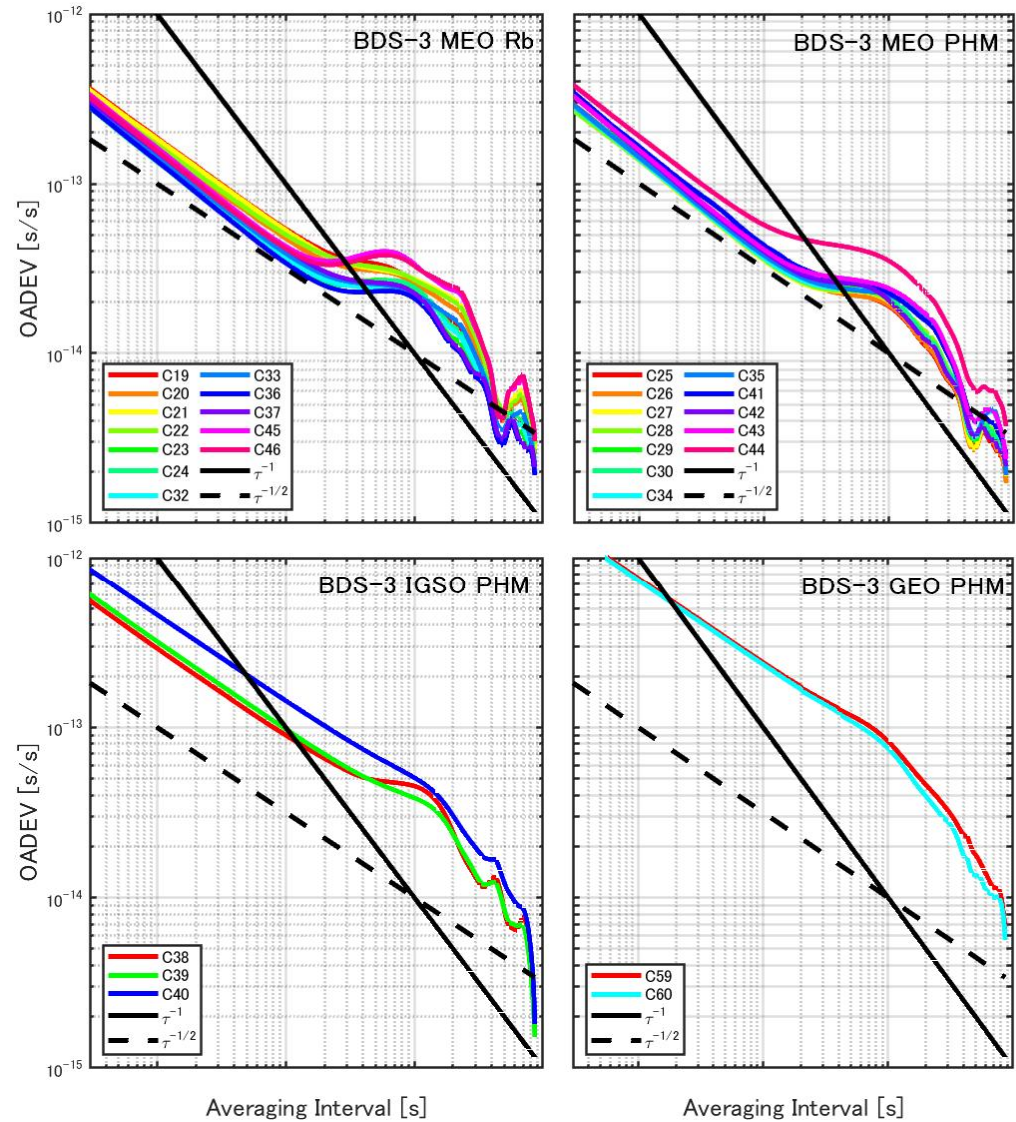 BDS-3 MEO Rb
10⁻¹²
10⁻¹³
10⁻¹⁴
10⁻¹⁵
OADEV [s/s]
C19 C33
C20 C36
C21 C37
C22 C45
C23 C46
C24 τ⁻¹
C32 τ⁻¹/²
BDS-3 MEO PHM
C25 C35
C26 C41
C27 C42
C28 C43
C29 C44
C30 τ⁻¹
C34 τ⁻¹/²
BDS-3 IGSO PHM
10⁻¹²
10⁻¹³
10⁻¹⁴
10⁻¹⁵
OADEV [s/s]
C38
C39
C40
τ⁻¹
τ⁻¹/²
Averaging Interval [s]
BDS-3 GEO PHM
C59
C60
τ⁻¹
τ⁻¹/²
Averaging Interval [s]